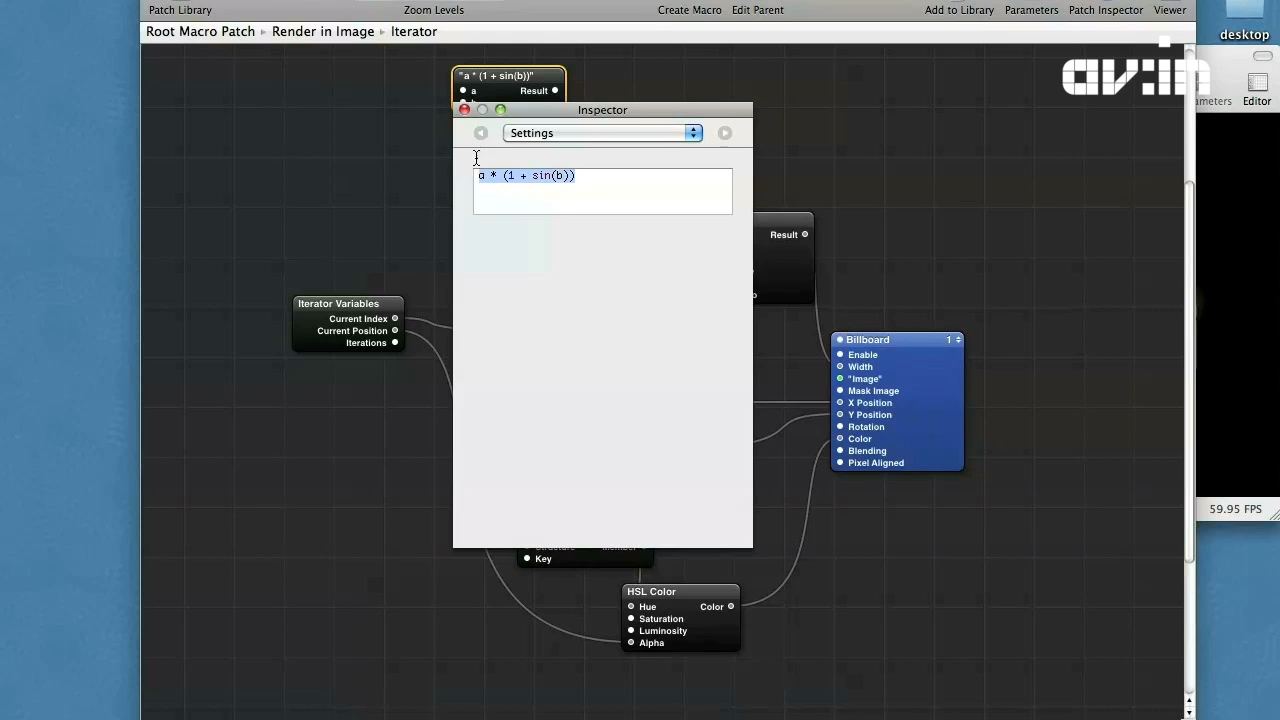 Patch Library Zoom Levels Create Macro Edit Parent Add to Library Parameters Patch Inspector Viewer
Root Macro Patch Render in Image Iterator
desktop
av:in
Editor
"a * (1 + sin(b))"
a Result
Inspector
Settings
a * (1 + sin(b))
Result
Iterator Variables
Current Index
Current Position
Iterations
Billboard 1
Enable
Width
"Image"
Mask Image
X Position
Y Position
Rotation
Color
Blending
Pixel Aligned
59.95 FPS
Key
HSL Color
Hue Color
Saturation
Luminosity
Alpha